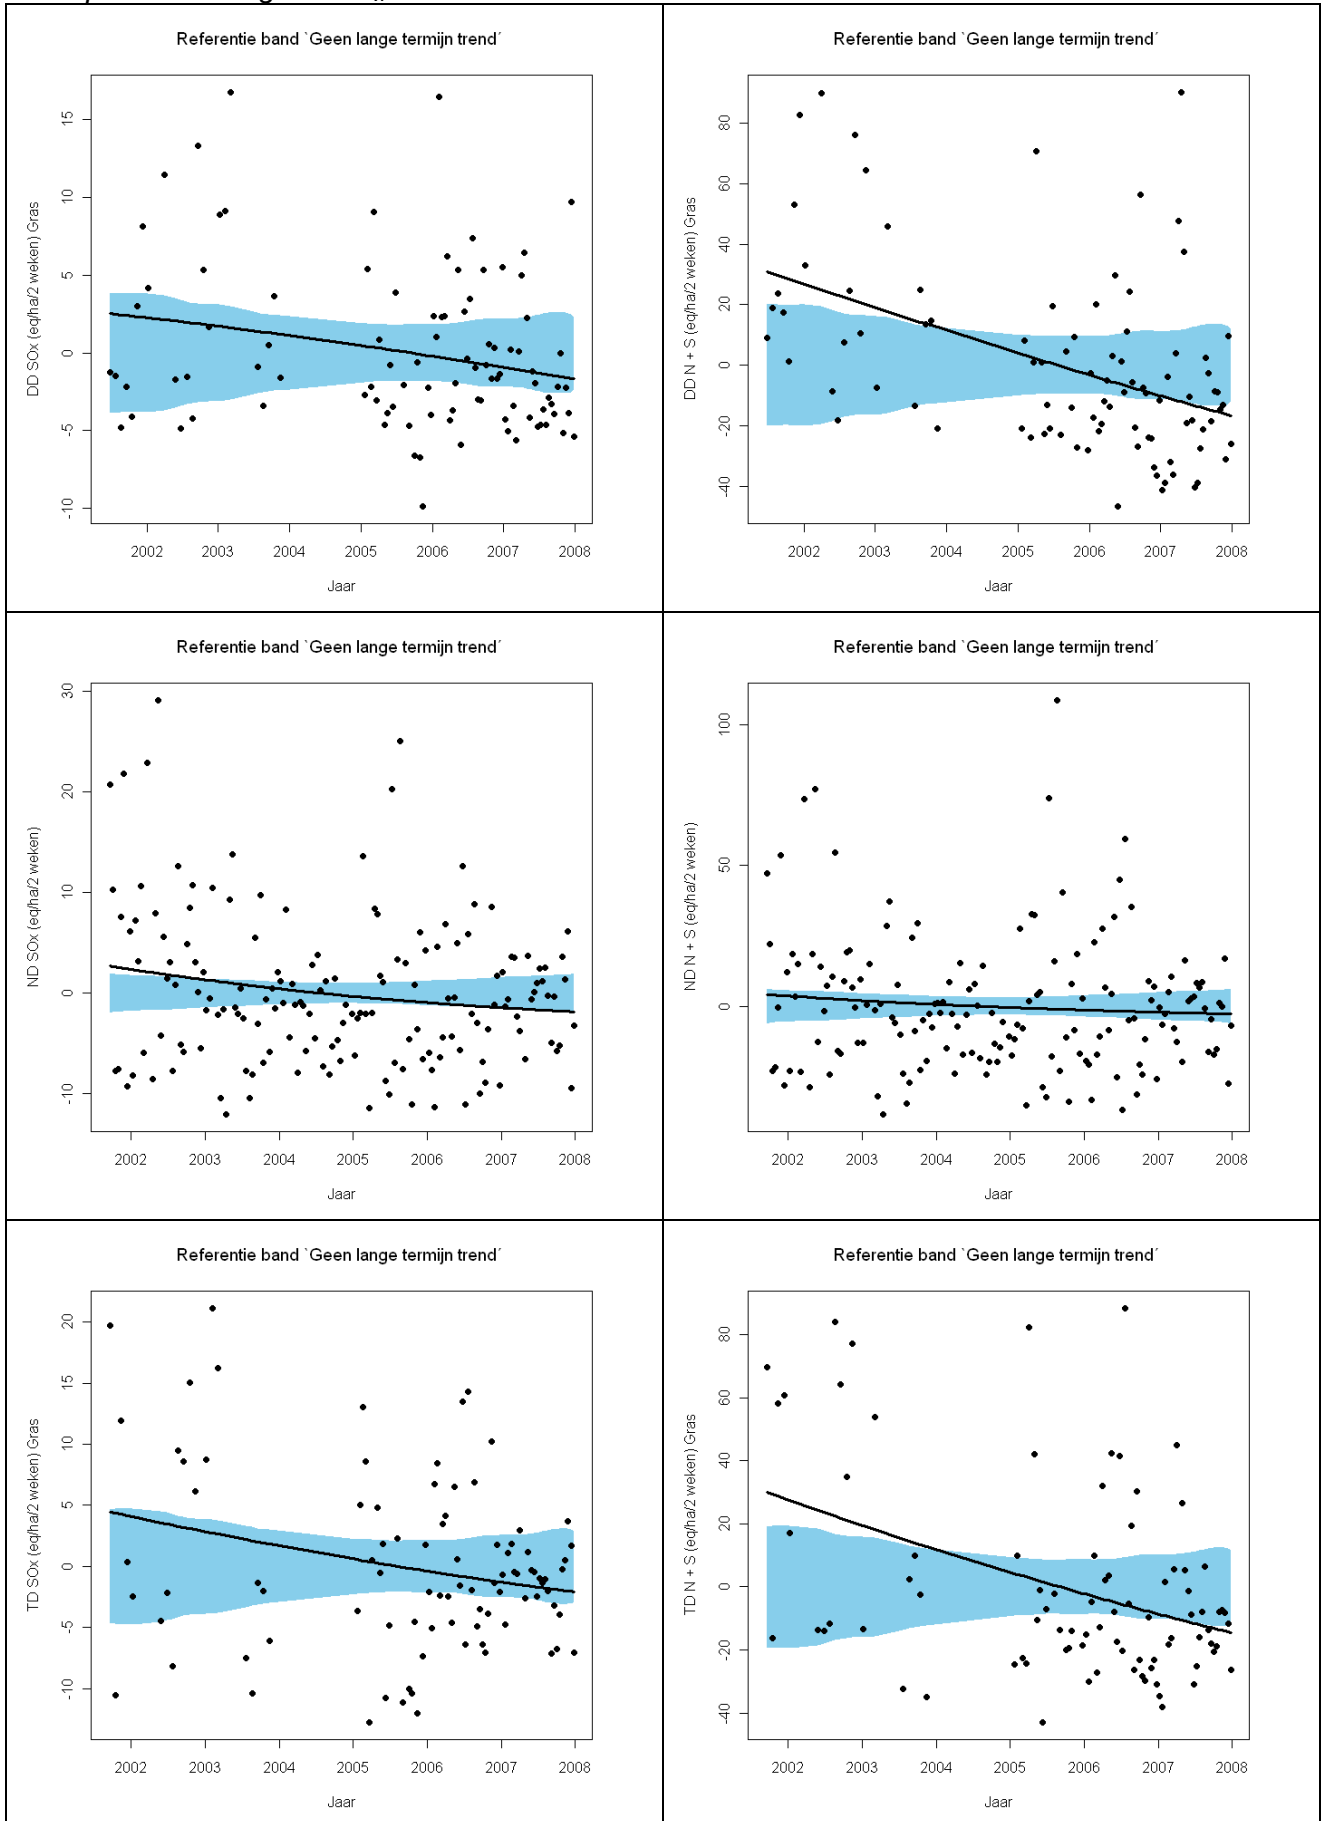 Referentie band `Geen lange termijn trend´
DD SOx (eq/ha/2 weken) Gras
15
10
5
0
-5
-10
2002 2003 2004 2005 2006 2007 2008
Jaar
Referentie band `Geen lange termijn trend´
DD N + S (eq/ha/2 weken) Gras
80
60
40
20
0
-20
-40
2002 2003 2004 2005 2006 2007 2008
Jaar
Referentie band `Geen lange termijn trend´
ND SOx (eq/ha/2 weken)
30
20
10
0
-10
2002 2003 2004 2005 2006 2007 2008
Jaar
Referentie band `Geen lange termijn trend´
ND N + S (eq/ha/2 weken)
100
50
0
2002 2003 2004 2005 2006 2007 2008
Jaar
Referentie band `Geen lange termijn trend´
TD SOx (eq/ha/2 weken) Gras
20
15
10
5
0
-5
-10
2002 2003 2004 2005 2006 2007 2008
Jaar
Referentie band `Geen lange termijn trend´
TD N + S (eq/ha/2 weken) Gras
80
60
40
20
0
-20
-40
2002 2003 2004 2005 2006 2007 2008
Jaar